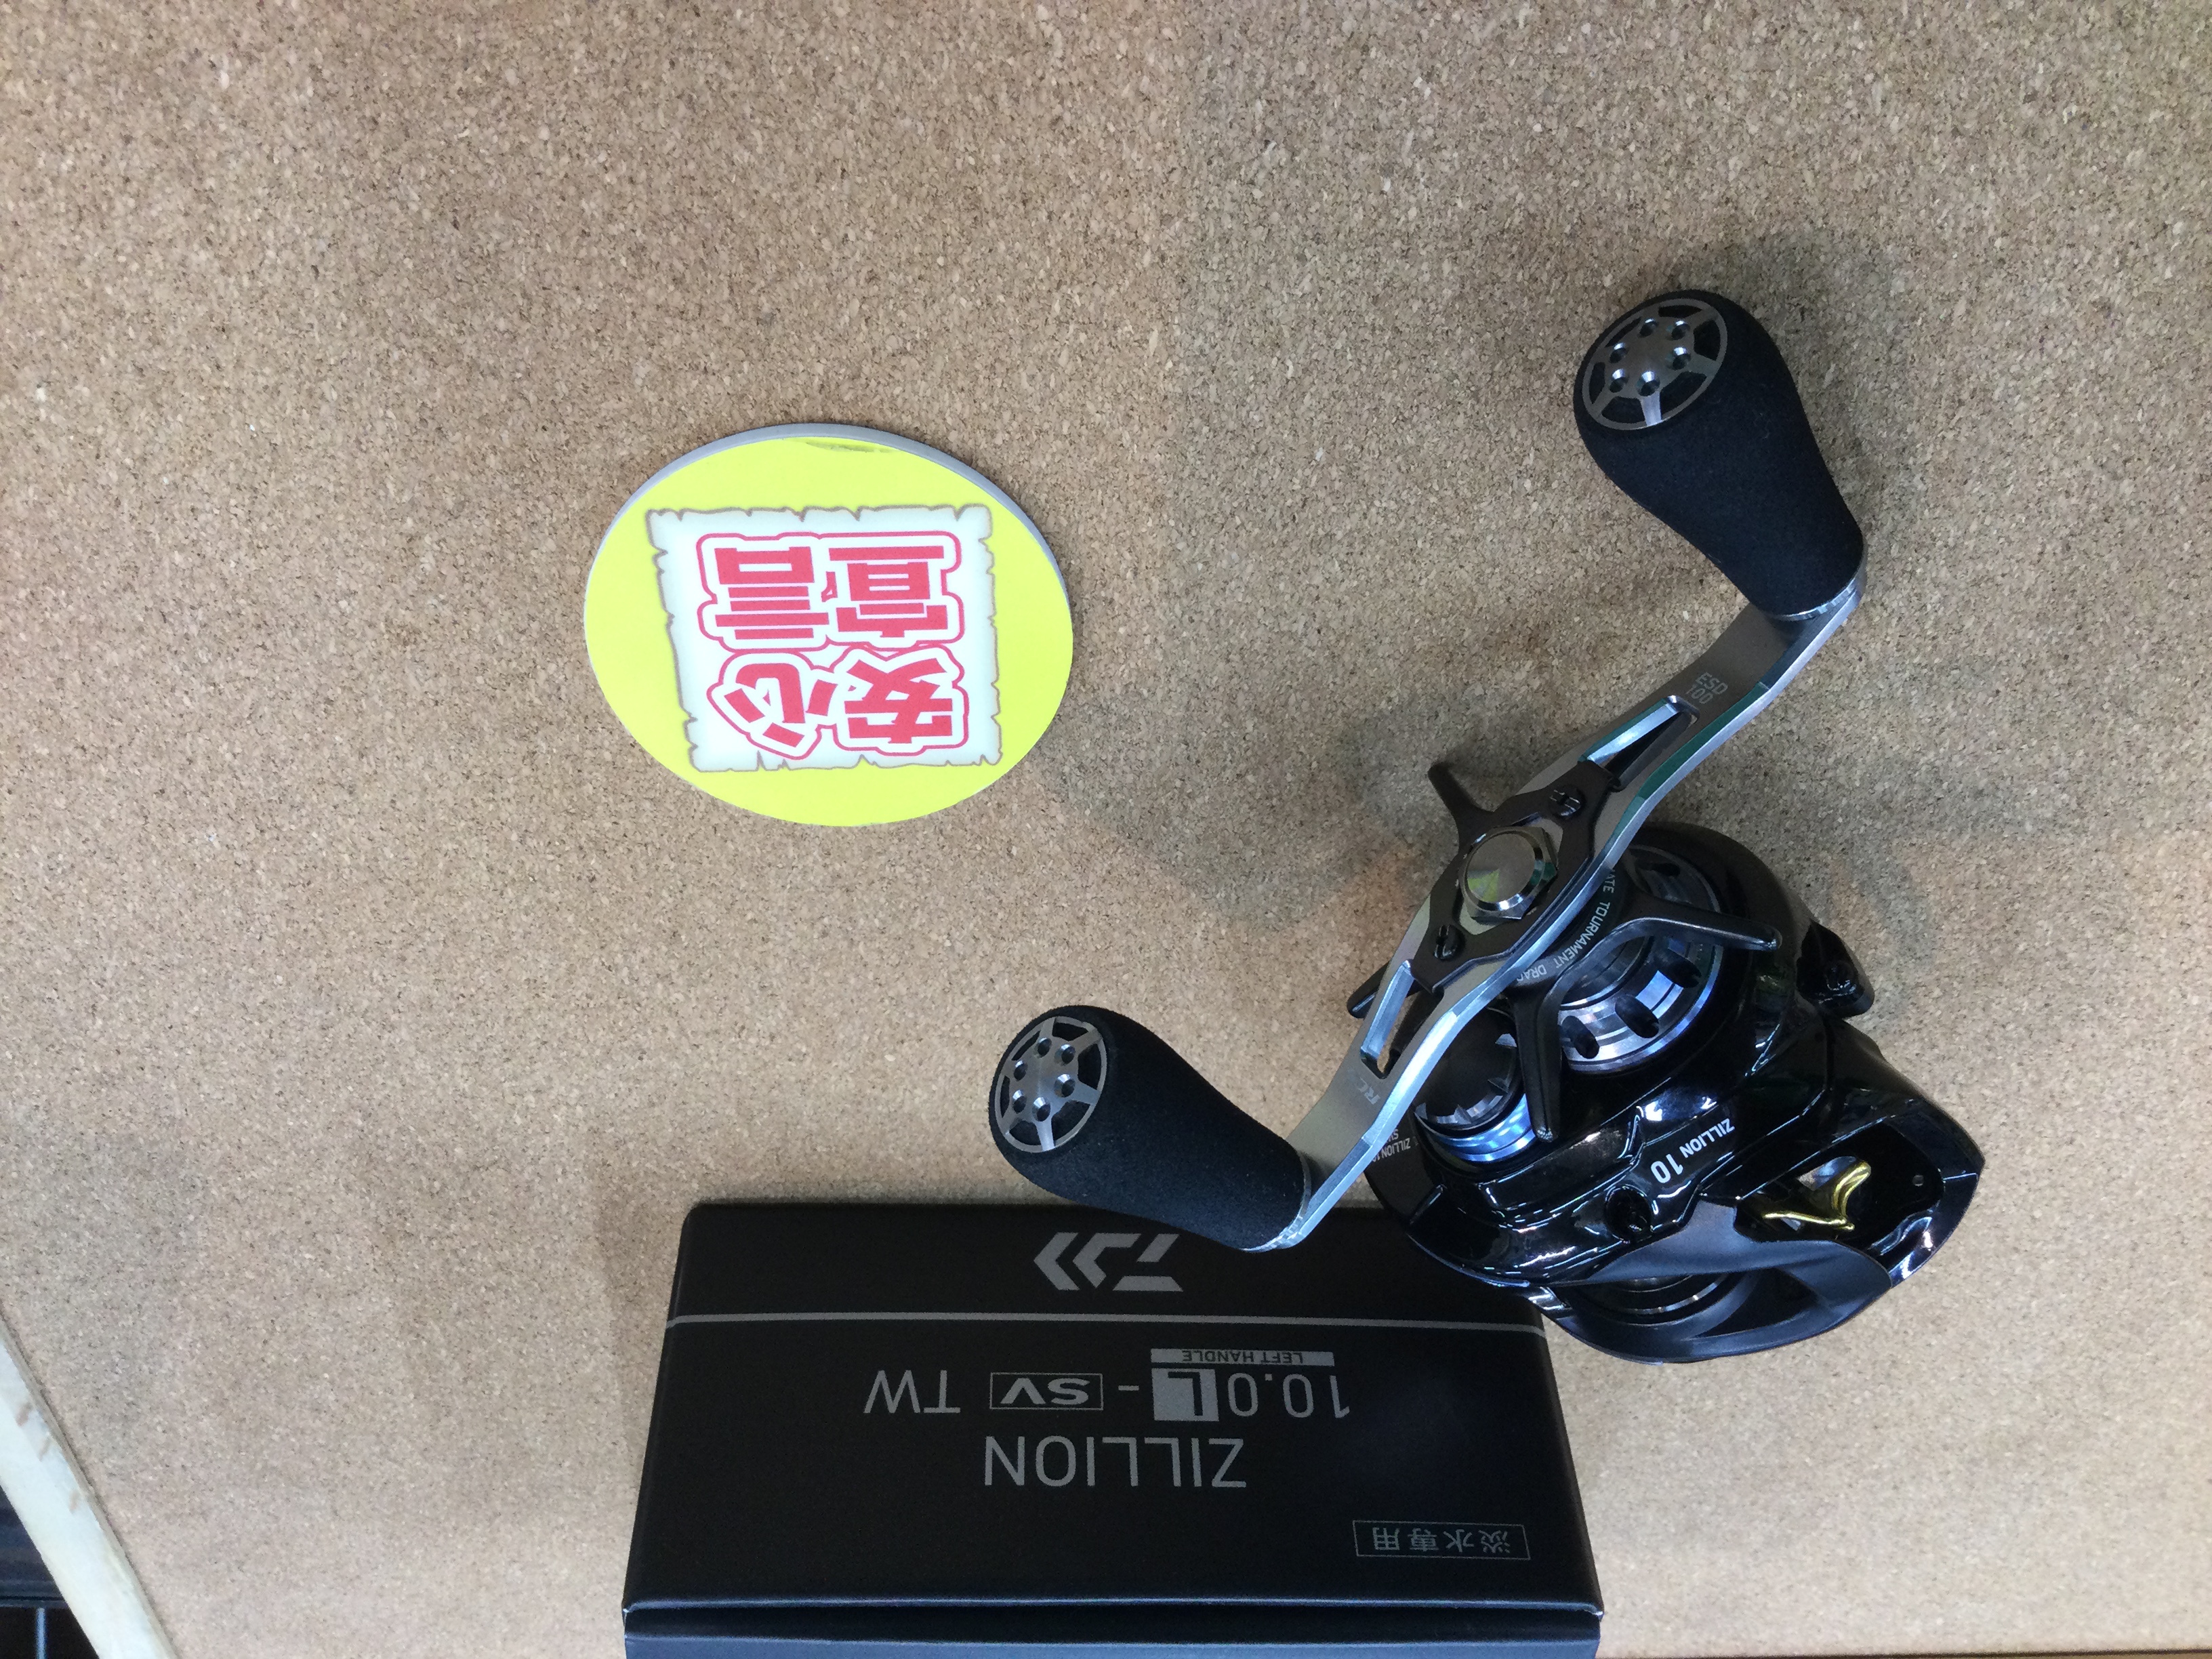 安心
宣言
ZILLION 10
TOURNAMENT DRAG
淡水専用
ZILLION
10.0L-SV TW
LEFT HANDLE